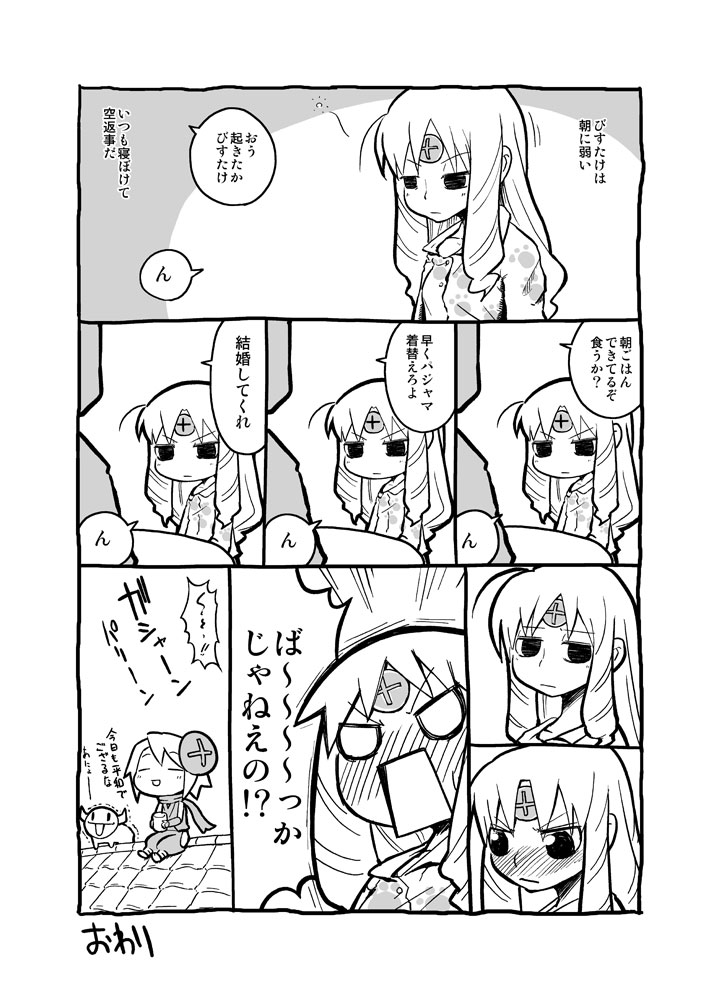 びすたけは
朝に弱い
おう
起きたか
びすたけ
いつも寝ぼけて
空返事だ
ん
朝ごはん
できてるぞ
食うか？
ん
早くパジャマ
着替えろよ
ん
結婚してくれ
ん
ば～～～～っか
じゃねえの!?
く～～!!
ガシャーン
パリーン
今日も平和で
ござるな
おわり